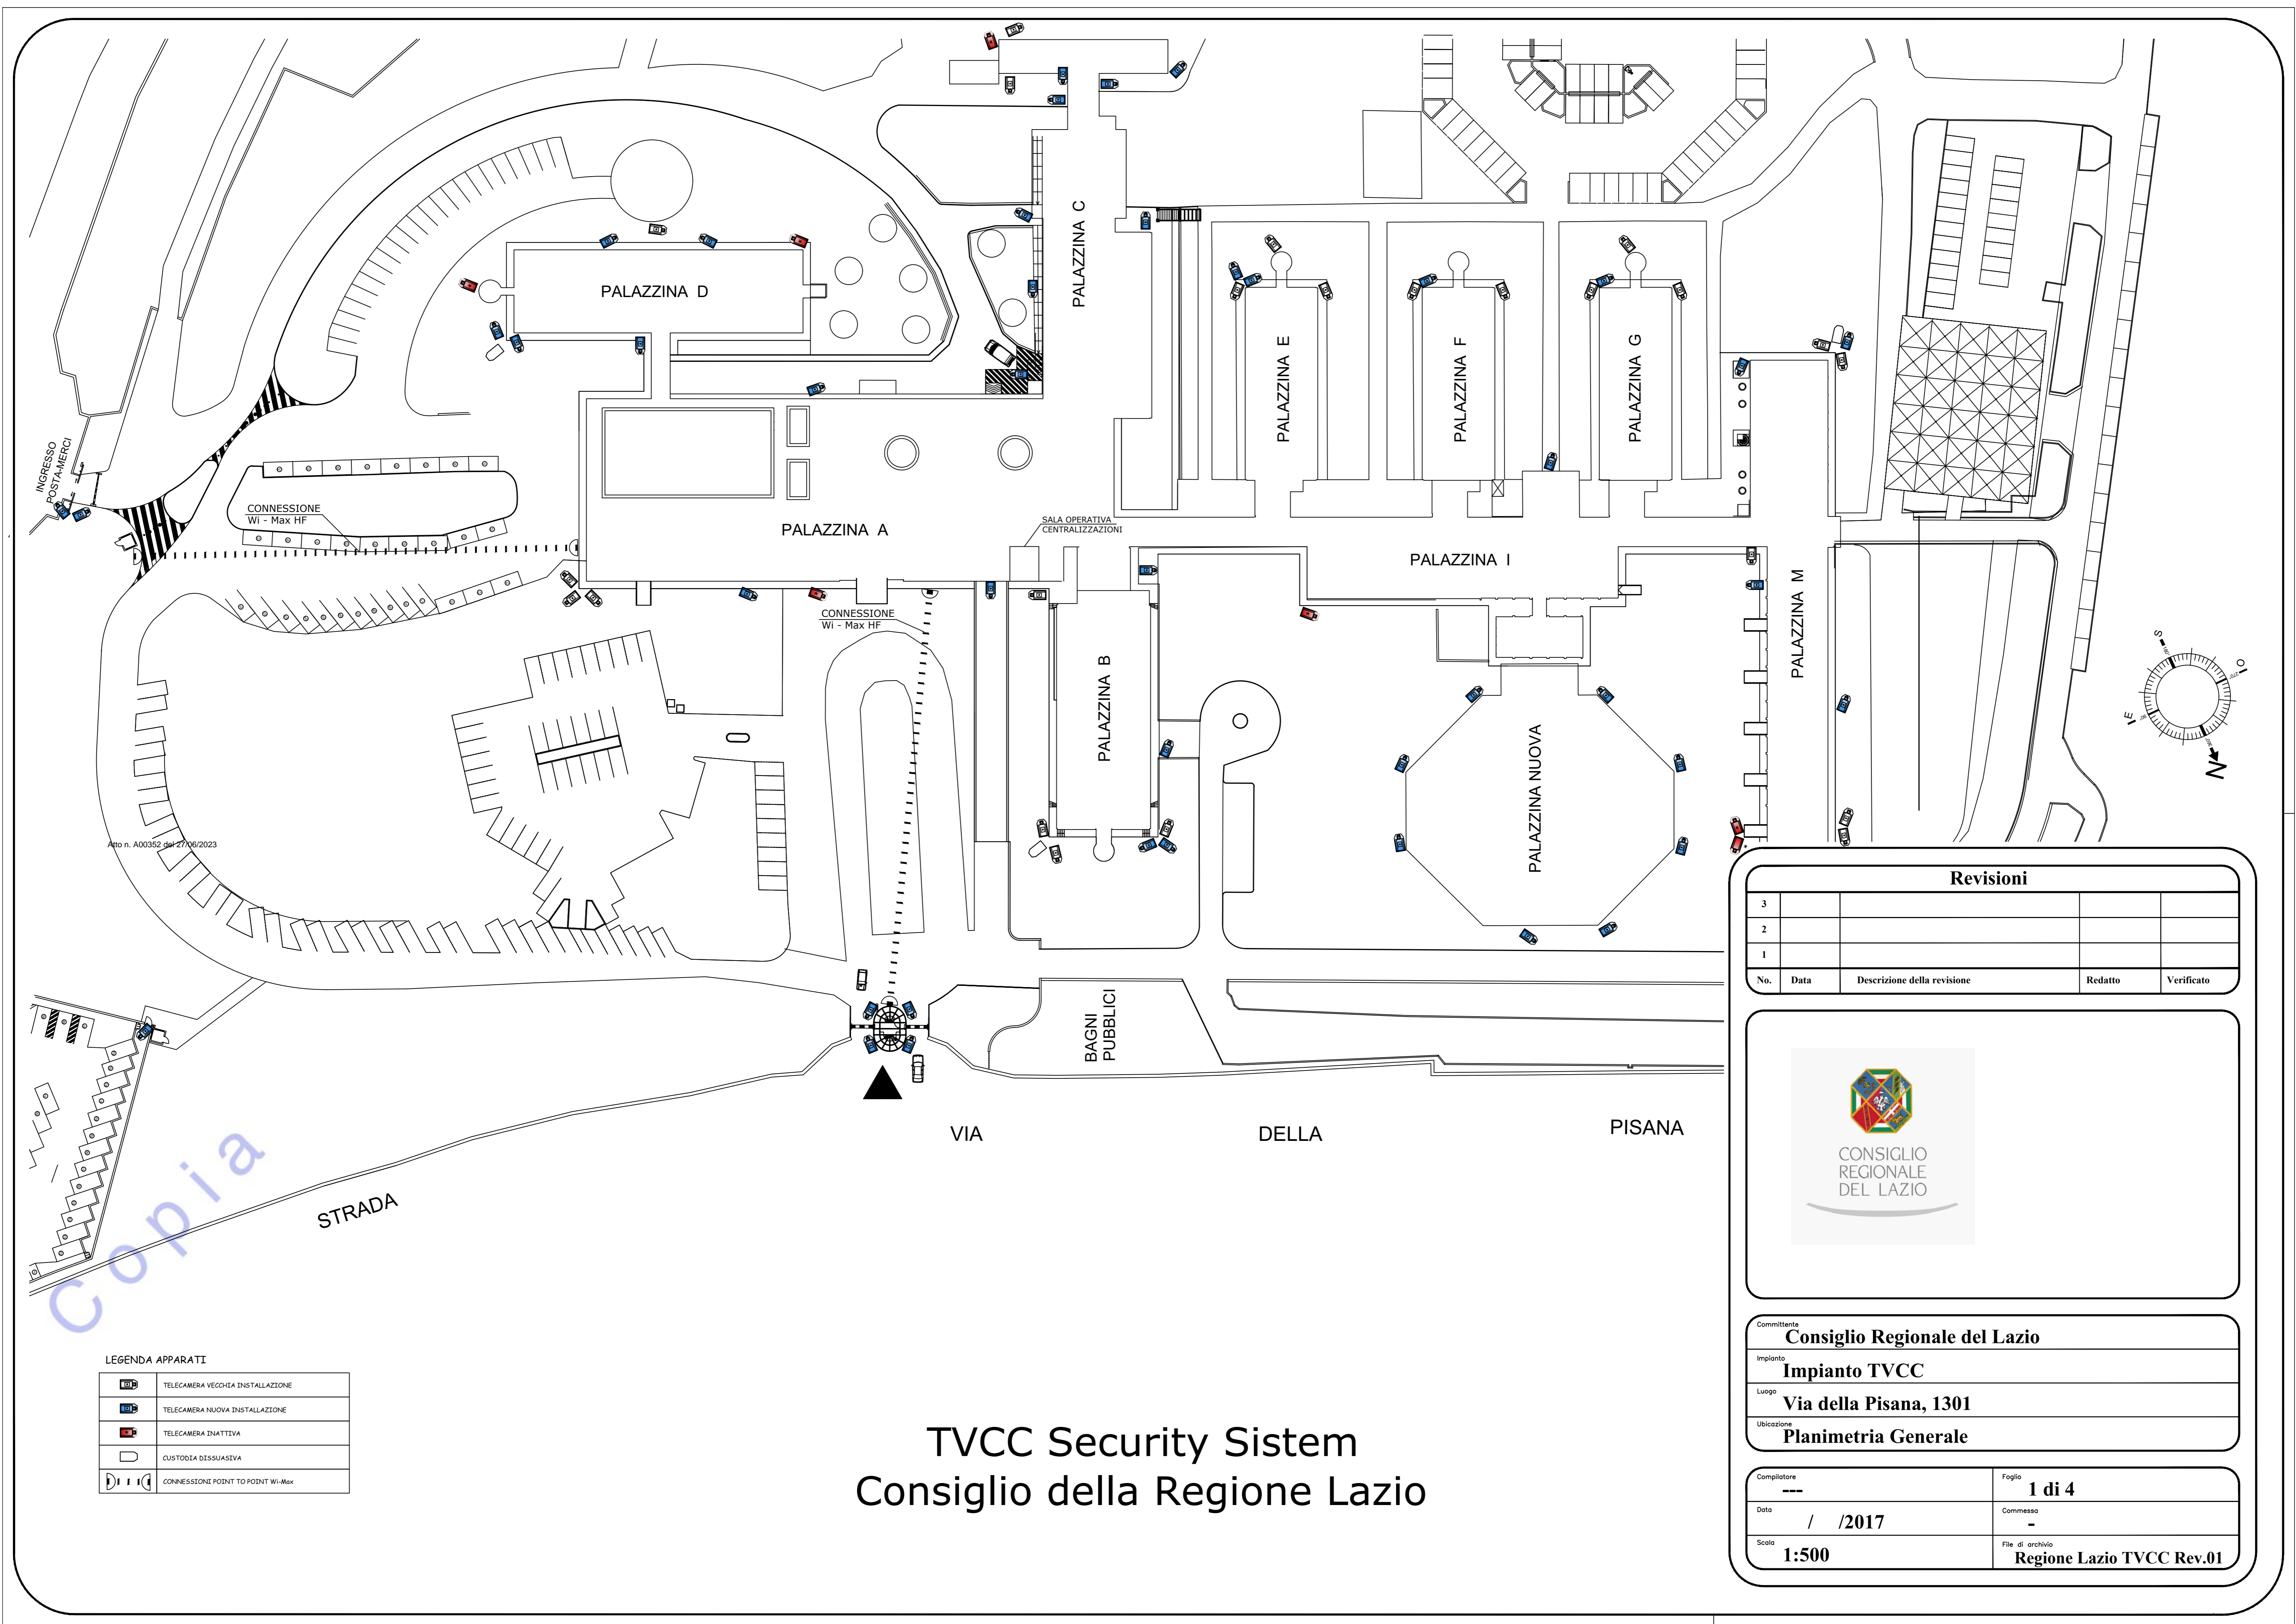 PALAZZINA C
PALAZZINA D
PALAZZINA E
PALAZZINA F
PALAZZINA G
INGRESSO
POSTA-MERCI
CONNESSIONE
Wi - Max HF
PALAZZINA A
SALA OPERATIVA
CENTRALIZZAZIONI
PALAZZINA I
PALAZZINA M
CONNESSIONE
Wi - Max HF
PALAZZINA B
PALAZZINA NUOVA
S
O
E
N
Atto n. A00352 del 27/06/2023
BAGNI
PUBBLICI
VIA DELLA PISANA
STRADA
Copia
LEGENDA APPARATI
TELECAMERA VECCHIA INSTALLAZIONE
TELECAMERA NUOVA INSTALLAZIONE
TELECAMERA INATTIVA
CUSTODIA DISSUASIVA
CONNESSIONI POINT TO POINT Wi-Max
TVCC Security Sistem
Consiglio della Regione Lazio
Revisioni
3
2
1
No. Data Descrizione della revisione Redatto Verificato
CONSIGLIO
REGIONALE
DEL LAZIO
Committente
Consiglio Regionale del Lazio
Impianto
Impianto TVCC
Luogo
Via della Pisana, 1301
Ubicazione
Planimetria Generale
Compilatore
---
Foglio
1 di 4
Data
/ /2017
Commessa
-
Scala
1:500
File di archivio
Regione Lazio TVCC Rev.01